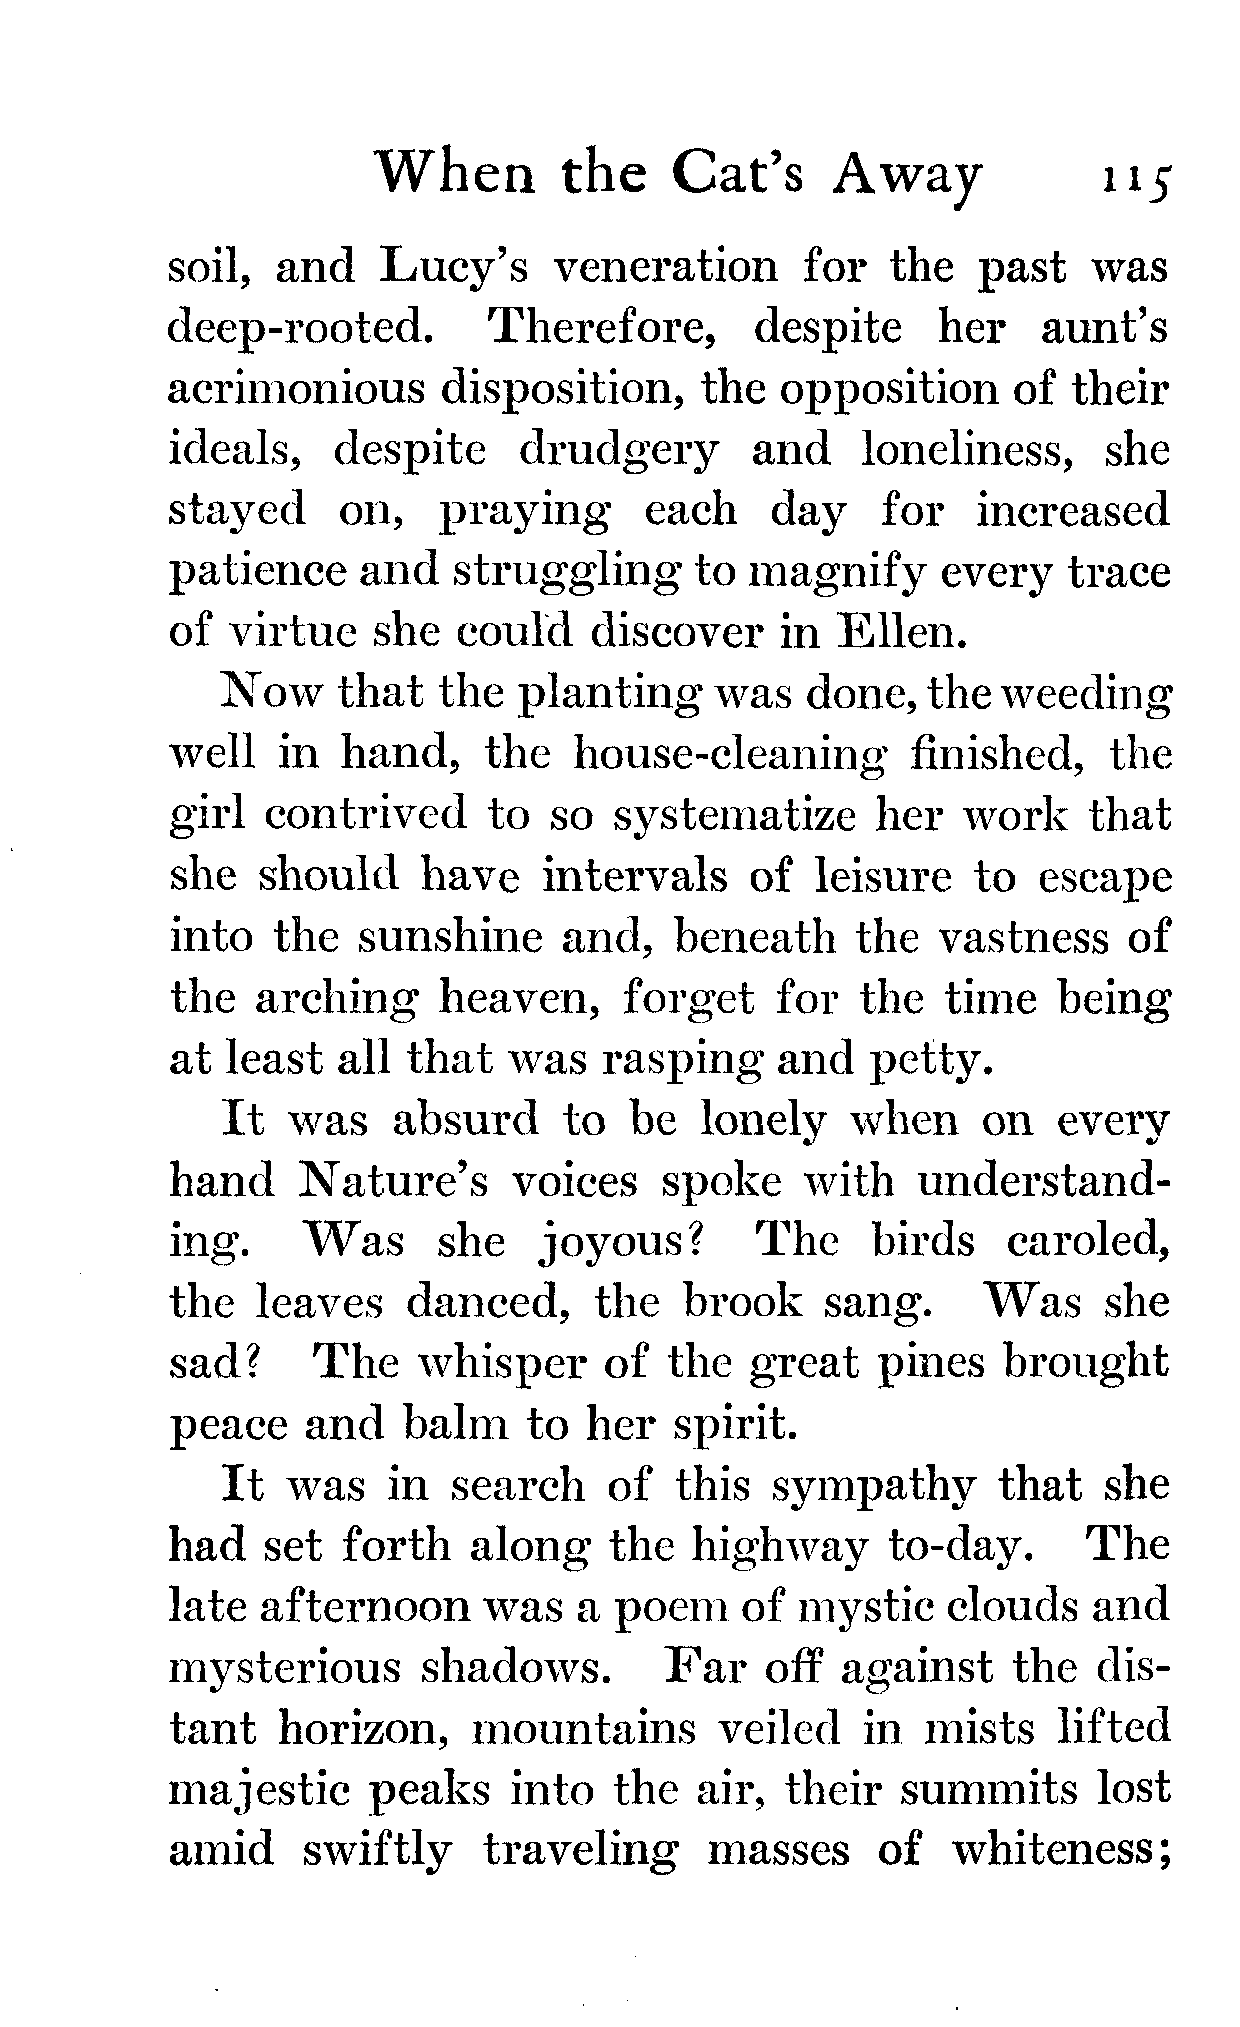 When the Cat's Away 115
soil, and Lucy's veneration for the past was
deep-rooted. Therefore, despite her aunt's
acrimonious disposition, the opposition of their
ideals, despite drudgery and loneliness, she
stayed on, praying each day for increased
patience and struggling to magnify every trace
of virtue she could discover in Ellen.
Now that the planting was done, the weeding
well in hand, the house-cleaning finished, the
girl contrived to so systematize her work that
she should have intervals of leisure to escape
into the sunshine and, beneath the vastness of
the arching heaven, forget for the time being
at least all that was rasping and petty.
It was absurd to be lonely when on every
hand Nature's voices spoke with understand-
ing. Was she joyous? The birds caroled,
the leaves danced, the brook sang. Was she
sad? The whisper of the great pines brought
peace and balm to her spirit.
It was in search of this sympathy that she
had set forth along the highway to-day. The
late afternoon was a poem of mystic clouds and
mysterious shadows. Far off against the dis-
tant horizon, mountains veiled in mists lifted
majestic peaks into the air, their summits lost
amid swiftly traveling masses of whiteness;